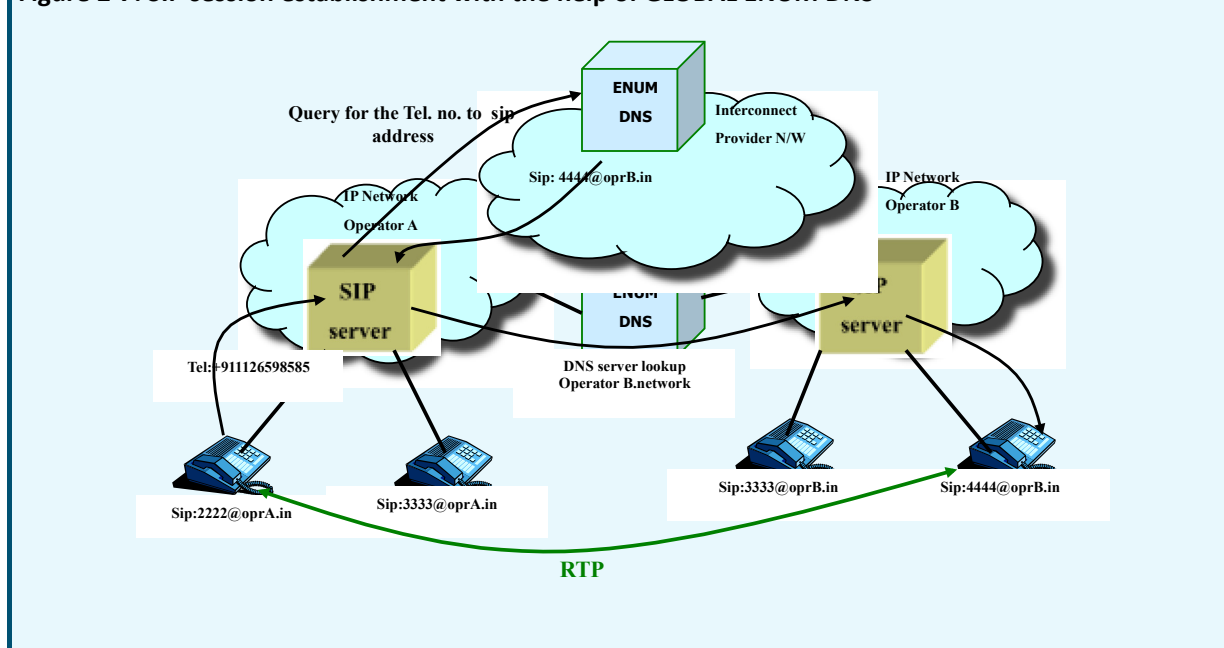 ENUM
DNS
Query for the Tel. no. to sip
address
Interconnect
Provider N/W
Sip: 4444@oprB.in
IP Network
Operator A
IP Network
Operator B
SIP
server
server
ENUM
DNS
Tel:+911126598585
DNS server lookup
Operator B.network
Sip:2222@oprA.in
Sip:3333@oprA.in
Sip:3333@oprB.in
Sip:4444@oprB.in
RTP